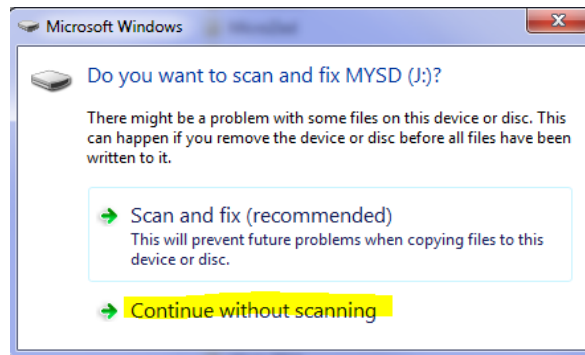 Microsoft Windows
Do you want to scan and fix MYSD (J:)?
There might be a problem with some files on this device or disc. This
can happen if you remove the device or disc before all files have been
written to it.
Scan and fix (recommended)
This will prevent future problems when copying files to this
device or disc.
Continue without scanning